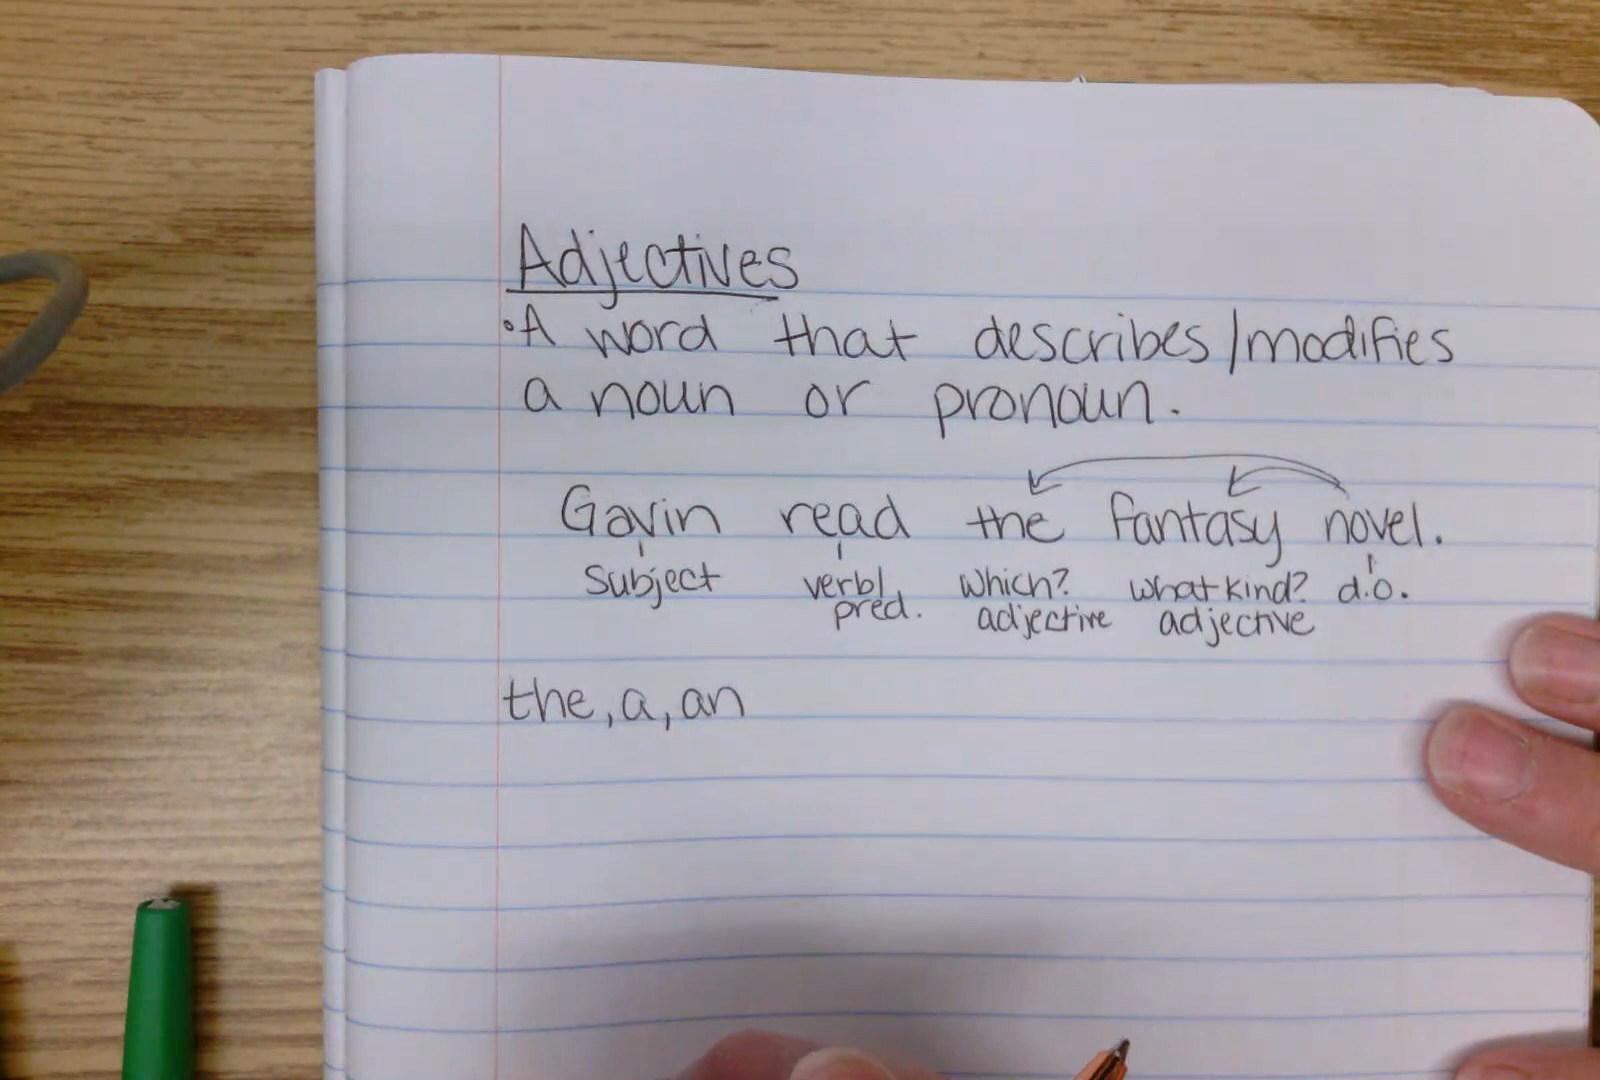 Adjectives
•A word that describes/modifies
a noun or pronoun.
Gavin read the fantasy novel.
Subject verb/ which? what kind? d.o.
pred. adjective adjective
the, a, an